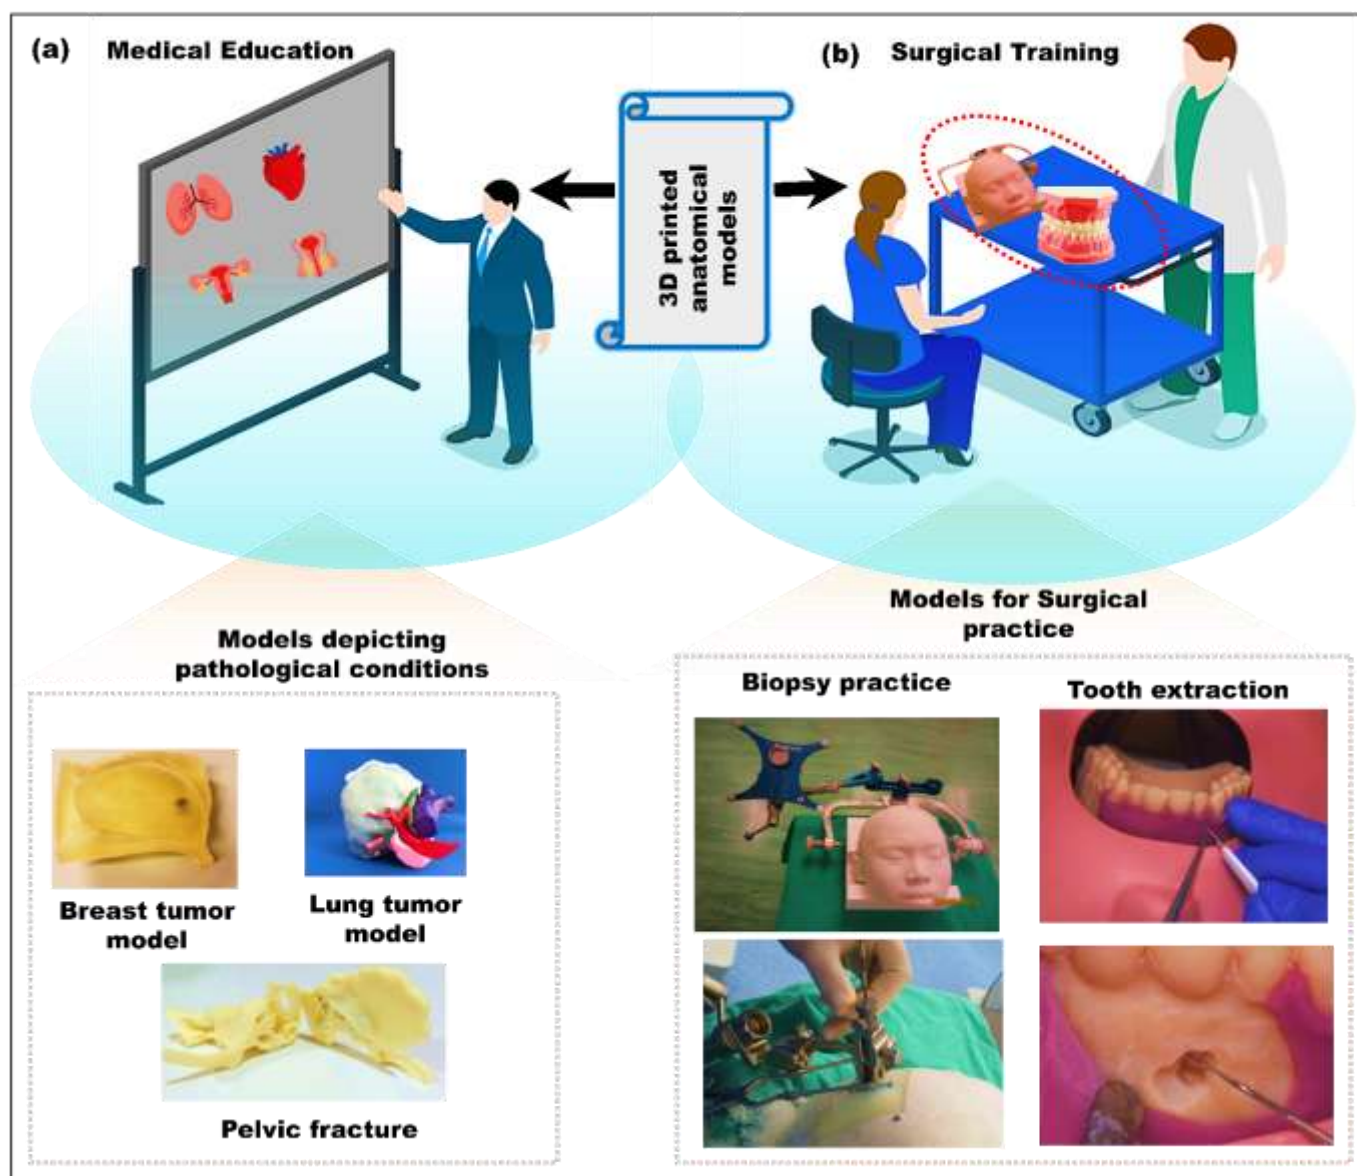 (a) Medical Education
(b) Surgical Training
3D printed
anatomical
models
Models depicting
pathological conditions
Breast tumor
model
Lung tumor
model
Pelvic fracture
Models for Surgical
practice
Biopsy practice
Tooth extraction